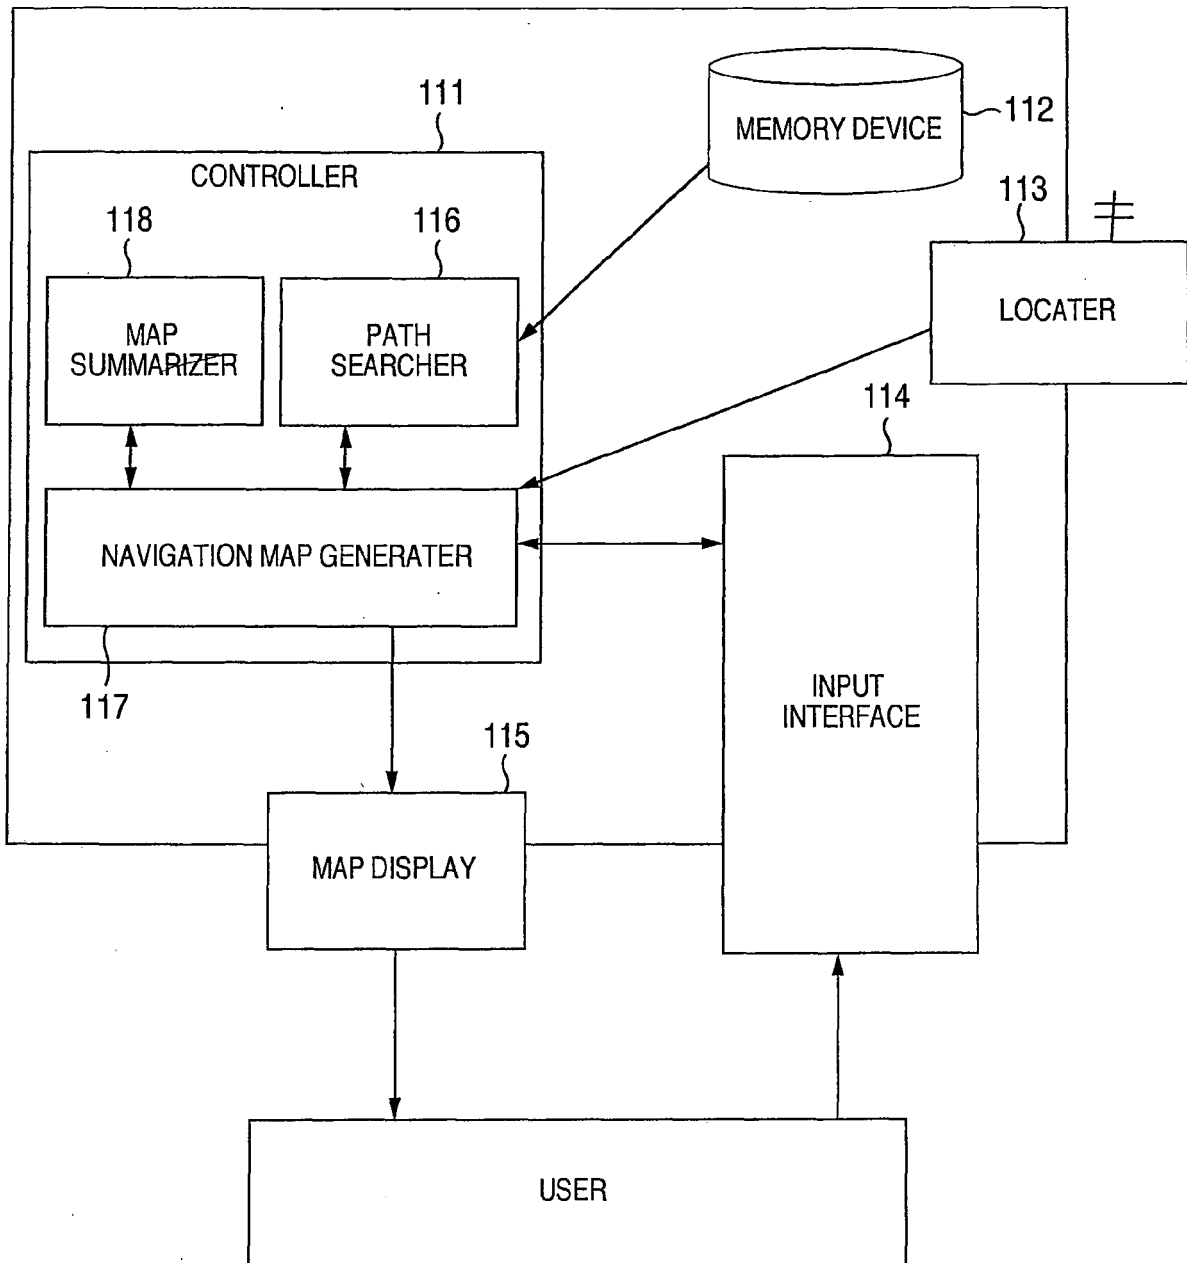 111
MEMORY DEVICE
112
CONTROLLER
118
116
113
MAP
SUMMARIZER
PATH
SEARCHER
LOCATER
114
NAVIGATION MAP GENERATER
117
INPUT
INTERFACE
115
MAP DISPLAY
USER